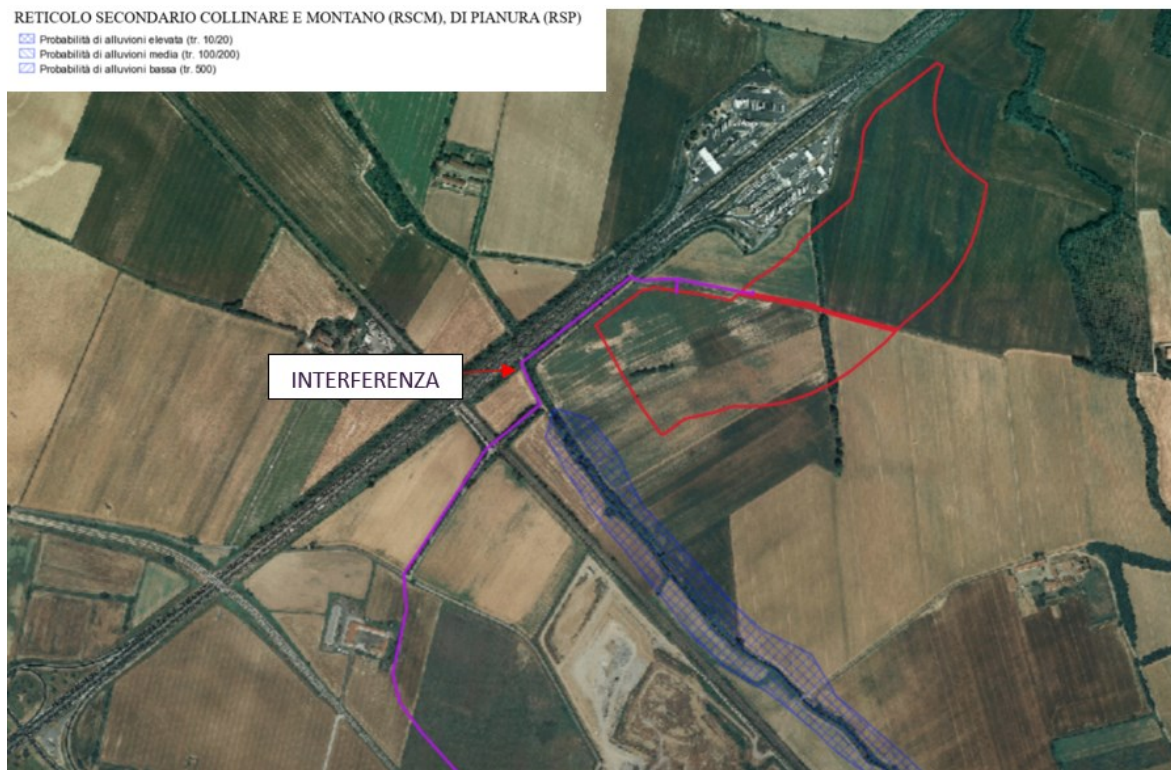 RETICOLO SECONDARIO COLLINARE E MONTANO (RSCM), DI PIANURA (RSP)
Probabilità di alluvioni elevata (tr. 10/20)
Probabilità di alluvioni media (tr. 100/200)
Probabilità di alluvioni bassa (tr. 500)
INTERFERENZA